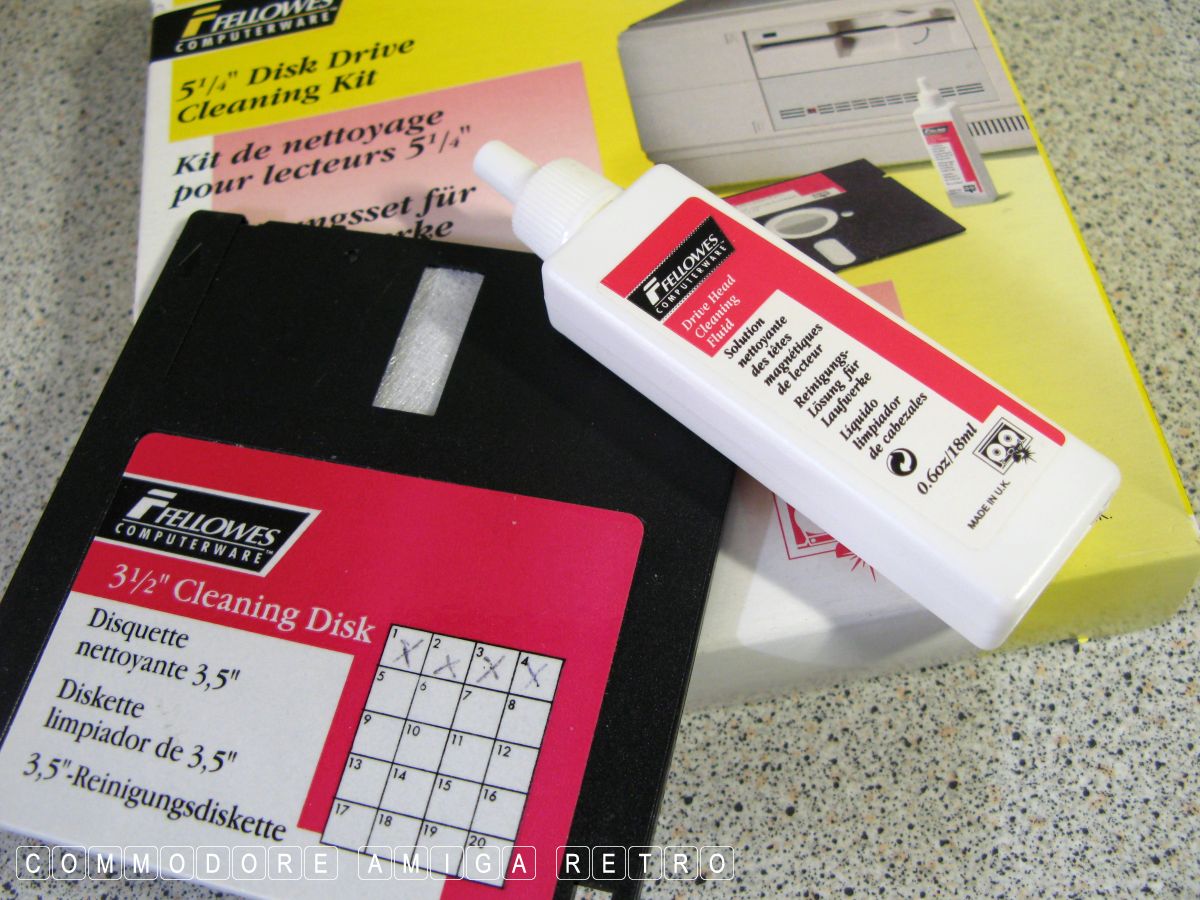 FELLOWES
COMPUTERWARE
5¼" Disk Drive
Cleaning Kit
Kit de nettoyage
pour lecteurs 5¼"
ngsset für
FELLOWES
COMPUTERWARE™
Drive Head
Cleaning
Fluid
Solution
nettoyante
des têtes
magnétiques
de lecteur
Reinigungs-
Lösung für
Laufwerke
Liquido
limpiador
de cabezales
0.6oz/18ml
MADE IN U.K.
FELLOWES
COMPUTERWARE™
3½" Cleaning Disk
Disquette
nettoyante 3,5"
Diskette
limpiador de 3,5"
3,5"-Reinigungsdiskette
1 X 2 X 3 X 4 X
5 6 7 8
9 10 11 12
13 14 15 16
17 18 19 20
COMMODORE AMIGA RETRO